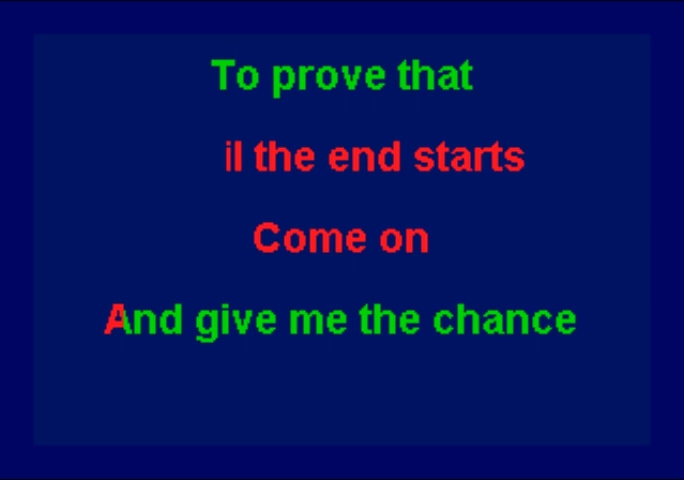 To prove that
il the end starts
Come on
And give me the chance